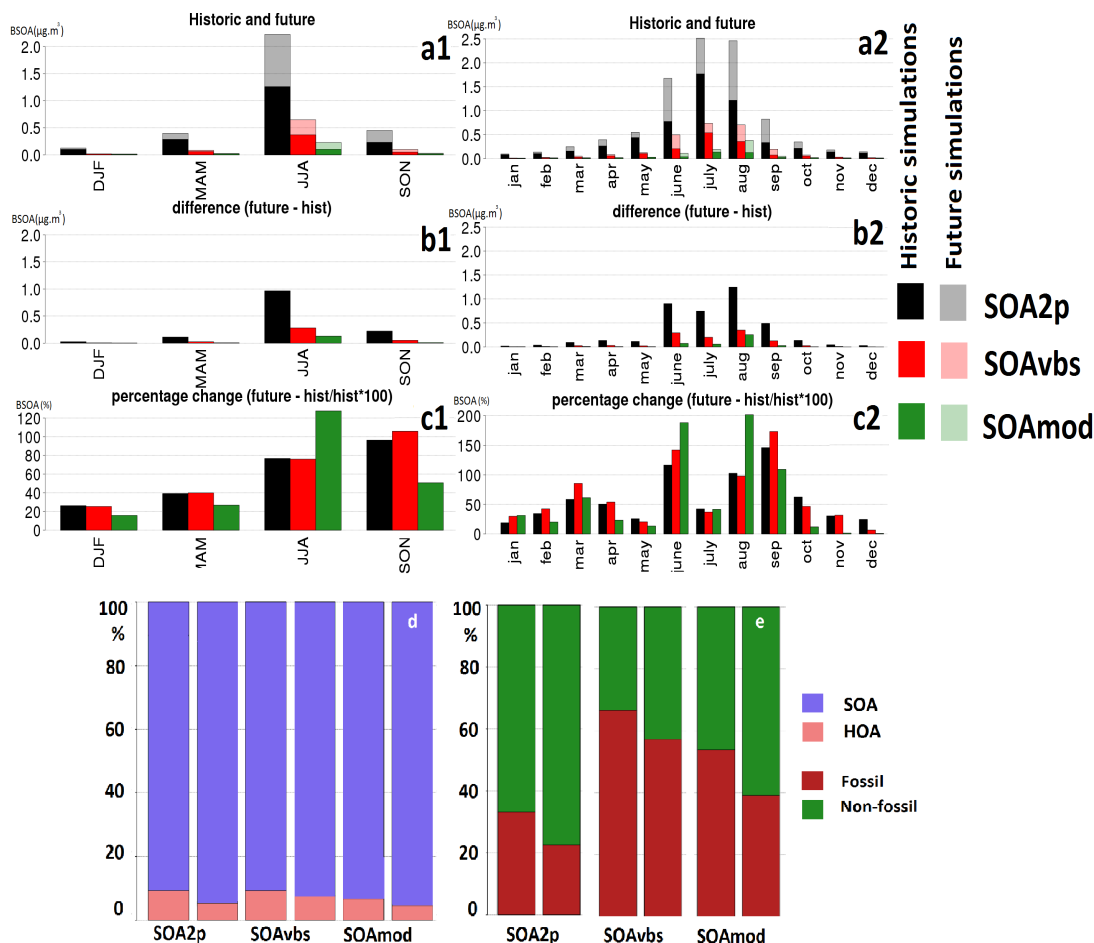 Historic and future
BSOA(µg.m³)
a1
2.0
1.5
1.0
0.5
0.0
DJF
MAM
JJA
SON
difference (future - hist)
BSOA(µg.m³)
b1
2.0
1.5
1.0
0.5
0.0
DJF
MAM
JJA
SON
percentage change (future - hist/hist*100)
BSOA (%)
c1
120
100
80
60
40
20
0
DJF
MAM
JJA
SON
Historic and future
BSOA(µg.m³)
a2
2.5
2.0
1.5
1.0
0.5
0.0
jan
feb
mar
apr
may
june
july
aug
sep
oct
nov
dec
difference (future - hist)
BSOA(µg.m³)
b2
2.5
2.0
1.5
1.0
0.5
0.0
jan
feb
mar
apr
may
june
july
aug
sep
oct
nov
dec
percentage change (future - hist/hist*100)
BSOA (%)
c2
200
150
100
50
0
jan
feb
mar
apr
may
june
july
aug
sep
oct
nov
dec
Historic simulations
Future simulations
SOA2p
SOAvbs
SOAmod
100
%
80
60
40
20
0
d
SOA2p
SOAvbs
SOAmod
100
%
80
60
40
20
0
e
SOA2p
SOAvbs
SOAmod
SOA
HOA
Fossil
Non-fossil